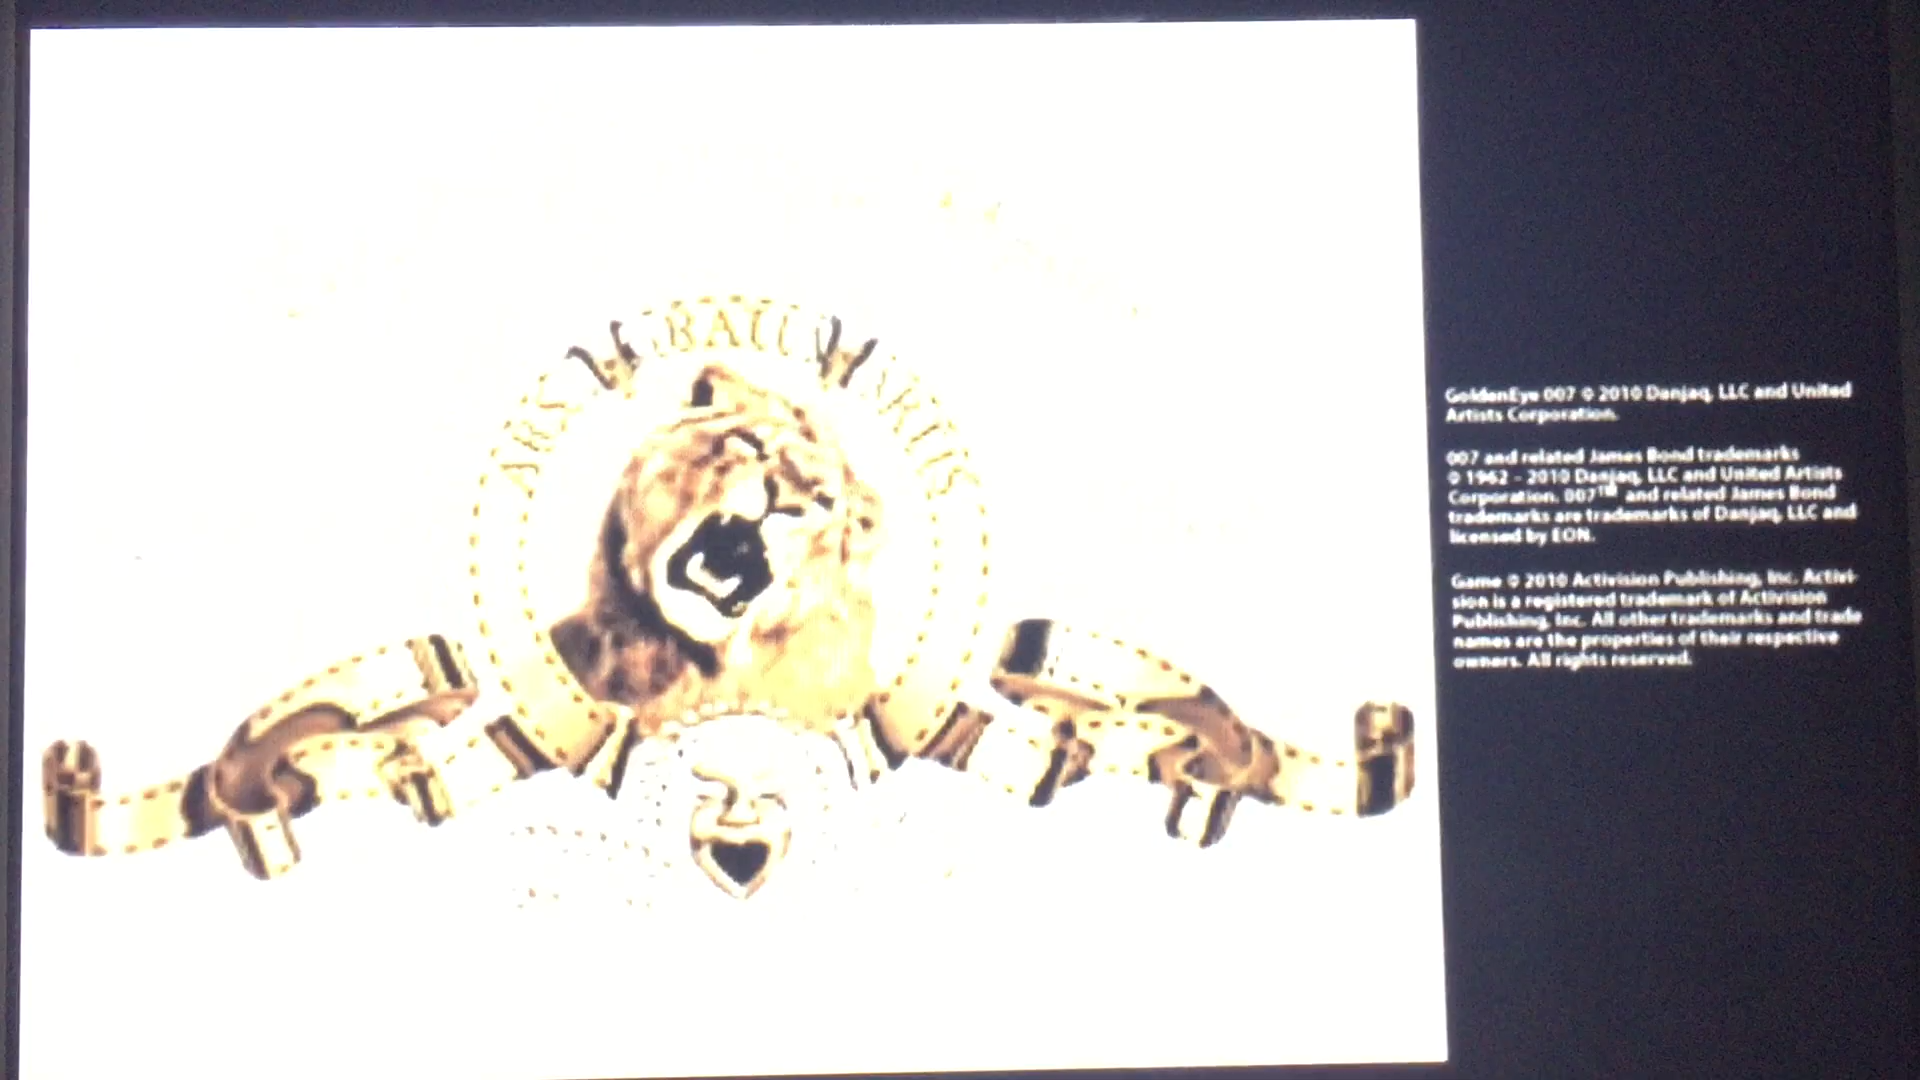 ARS GRATIA ARTIS
GoldenEye 007 © 2010 Danjaq, LLC and United
Artists Corporation.
007 and related James Bond trademarks
© 1962 - 2010 Danjaq, LLC and United Artists
Corporation. 007™ and related James Bond
trademarks are trademarks of Danjaq, LLC and
licensed by EON.
Game © 2010 Activision Publishing, Inc. Activi-
sion is a registered trademark of Activision
Publishing, Inc. All other trademarks and trade
names are the properties of their respective
owners. All rights reserved.